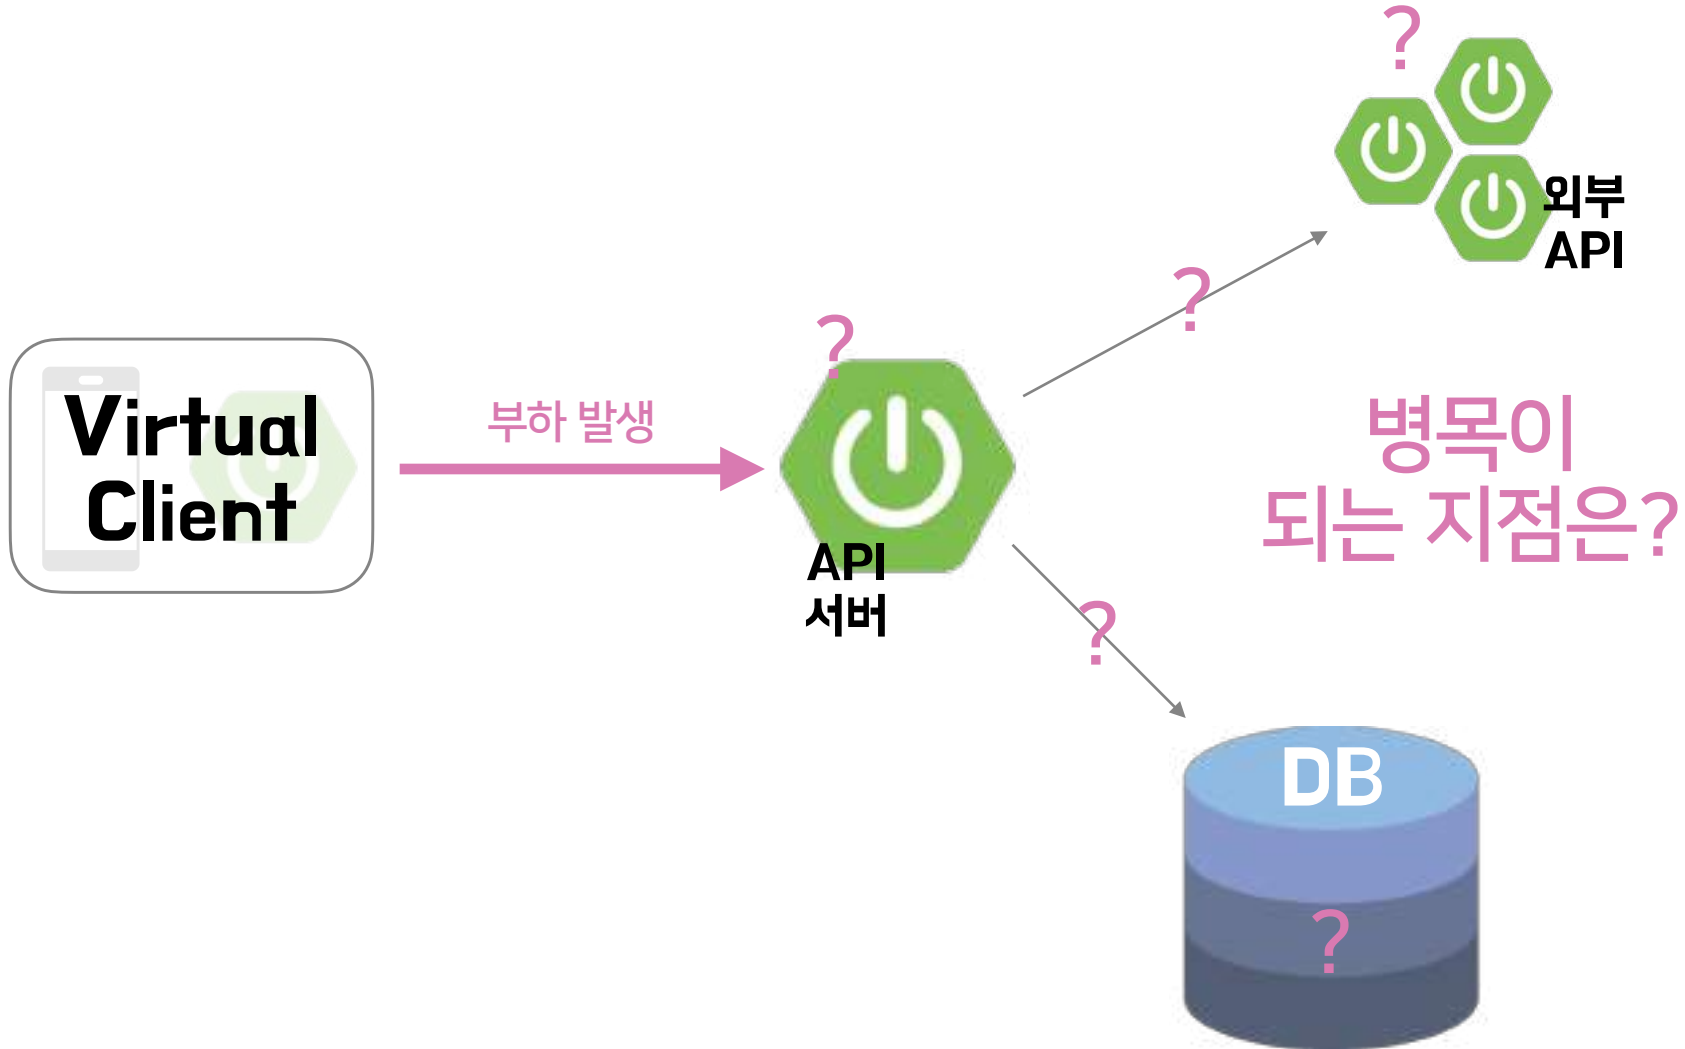 ?
외부
API
?
?
Virtual
Client
부하 발생
API
서버
병목이
되는 지점은?
?
DB
?